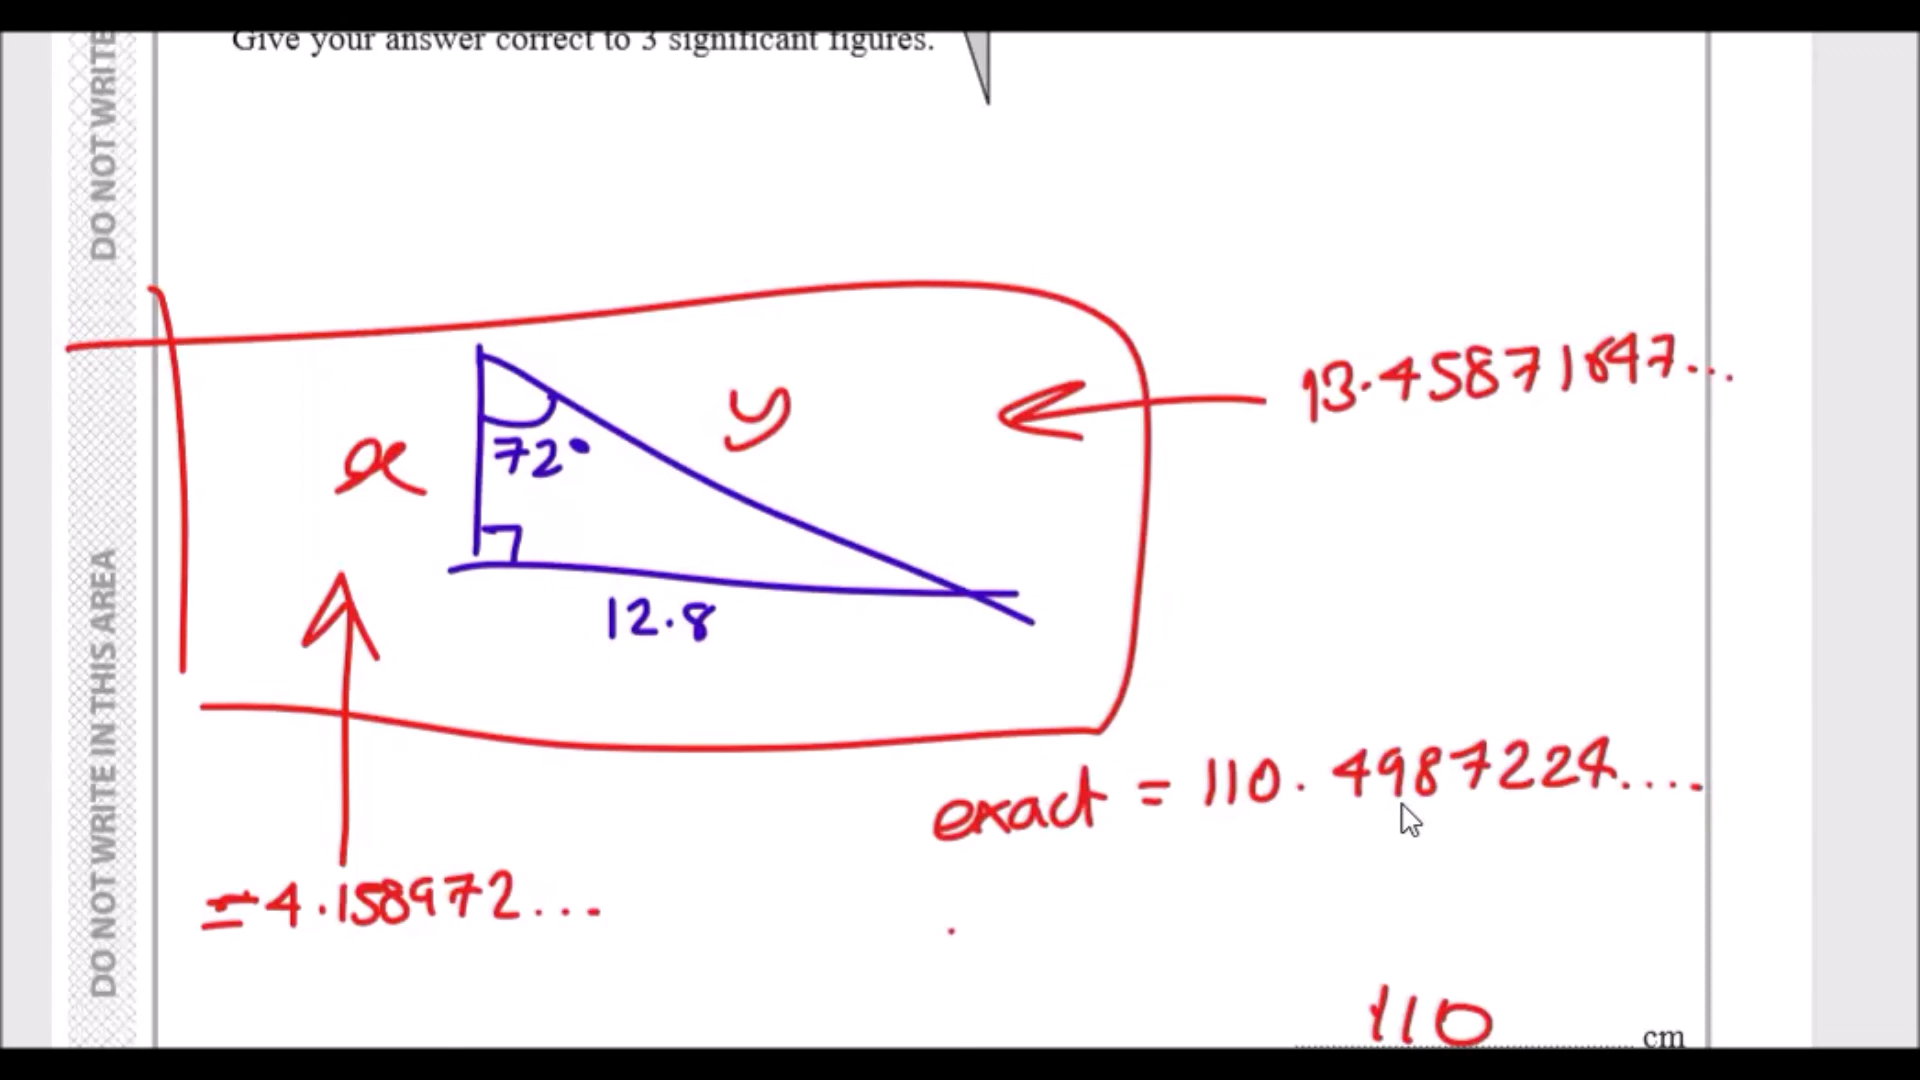 Give your answer correct to 3 significant figures.
DO NOT WRITE
DO NOT WRITE IN THIS AREA
13.45871647...
y
x
72°
12.8
exact = 110.4987224....
=4.158972...
110 cm